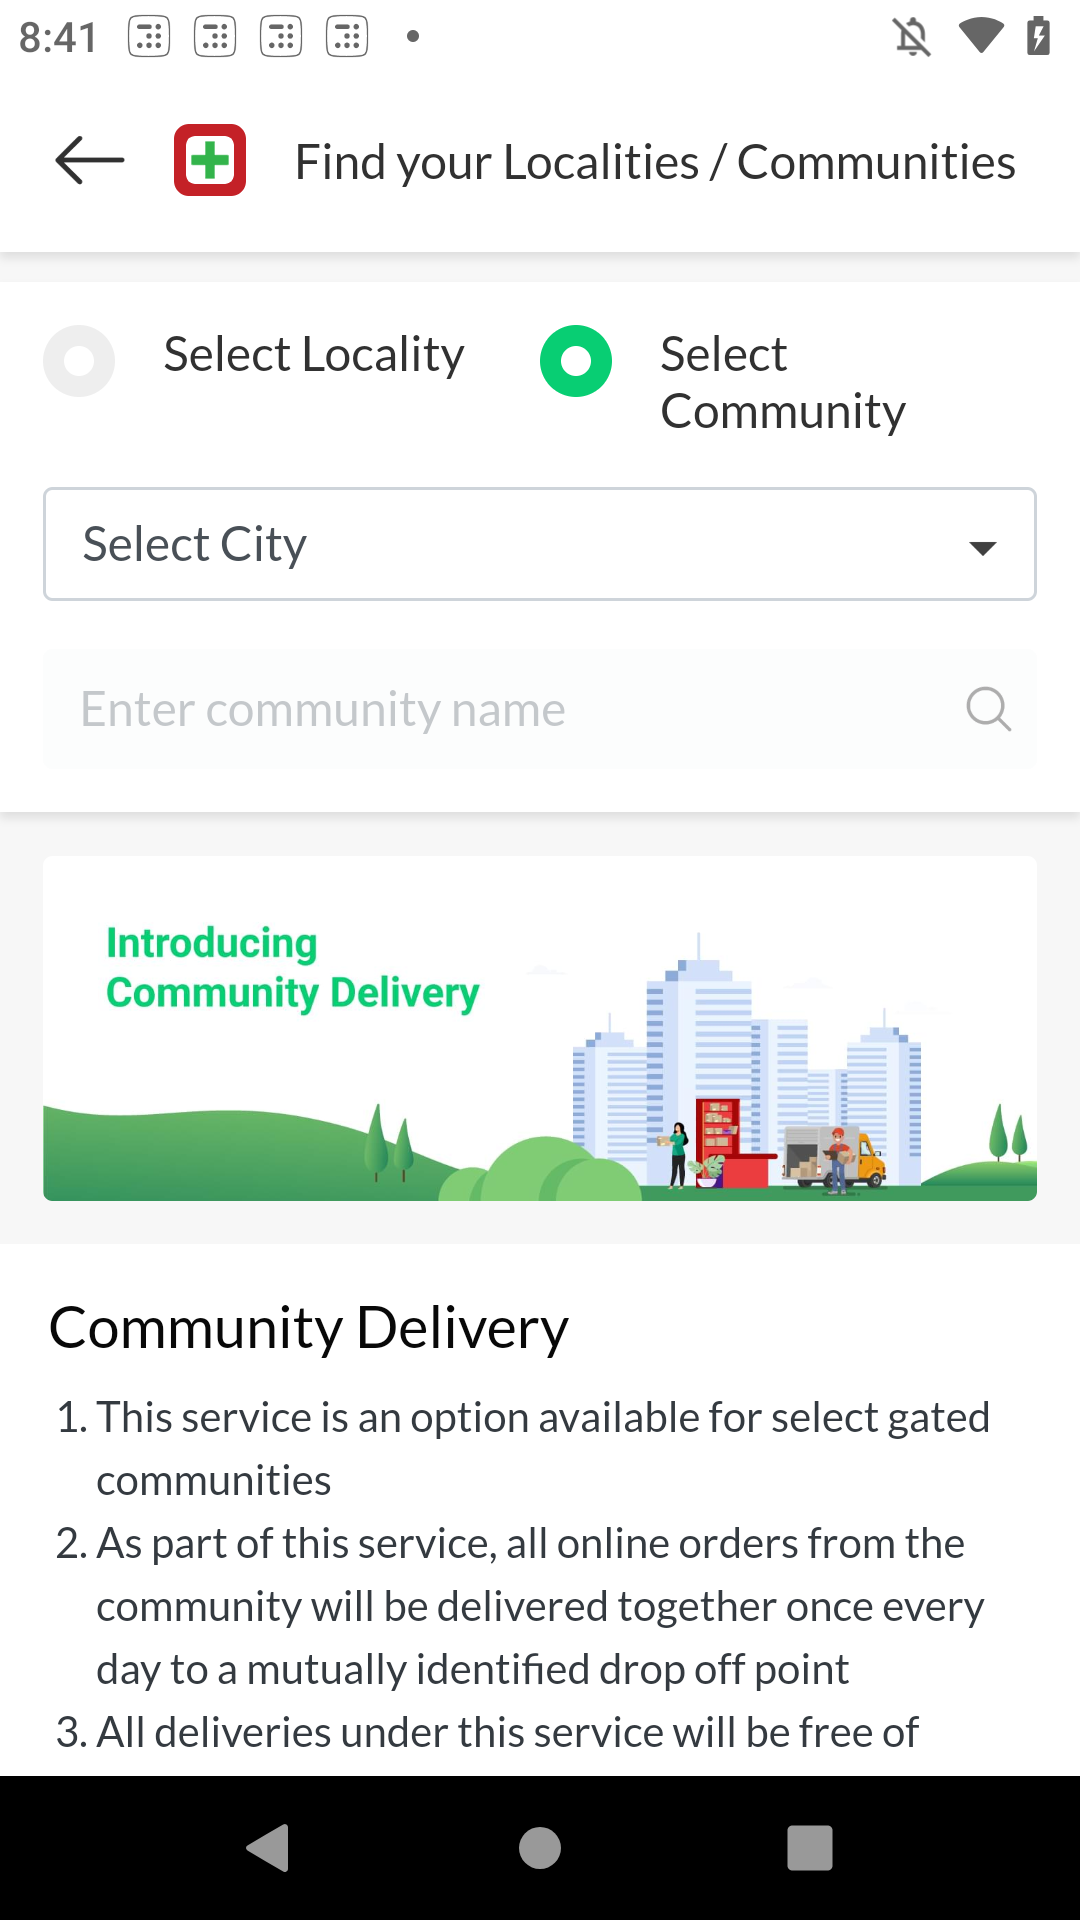 8:41
Find your Localities / Communities
Select Locality
Select
Community
Select City
Enter community name
Introducing
Community Delivery
Community Delivery
1. This service is an option available for select gated
communities
2. As part of this service, all online orders from the
community will be delivered together once every
day to a mutually identified drop off point
3. All deliveries under this service will be free of